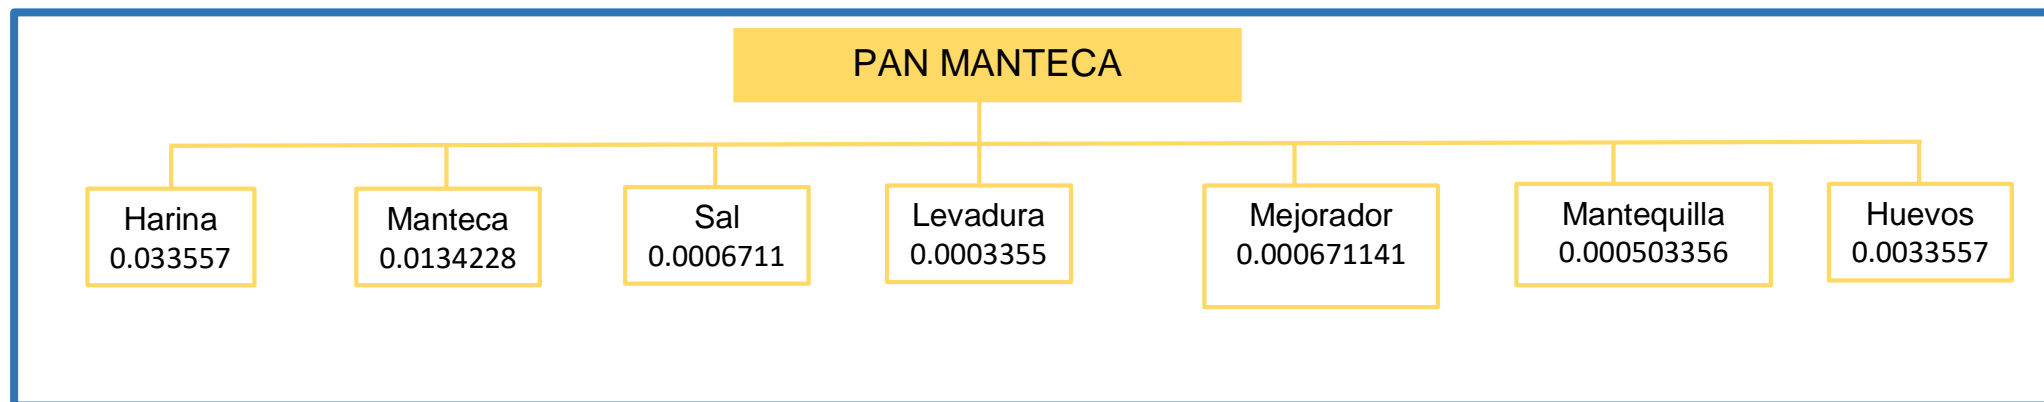 PAN MANTECA
Harina
0.033557
Manteca
0.0134228
Sal
0.0006711
Levadura
0.0003355
Mejorador
0.000671141
Mantequilla
0.000503356
Huevos
0.0033557